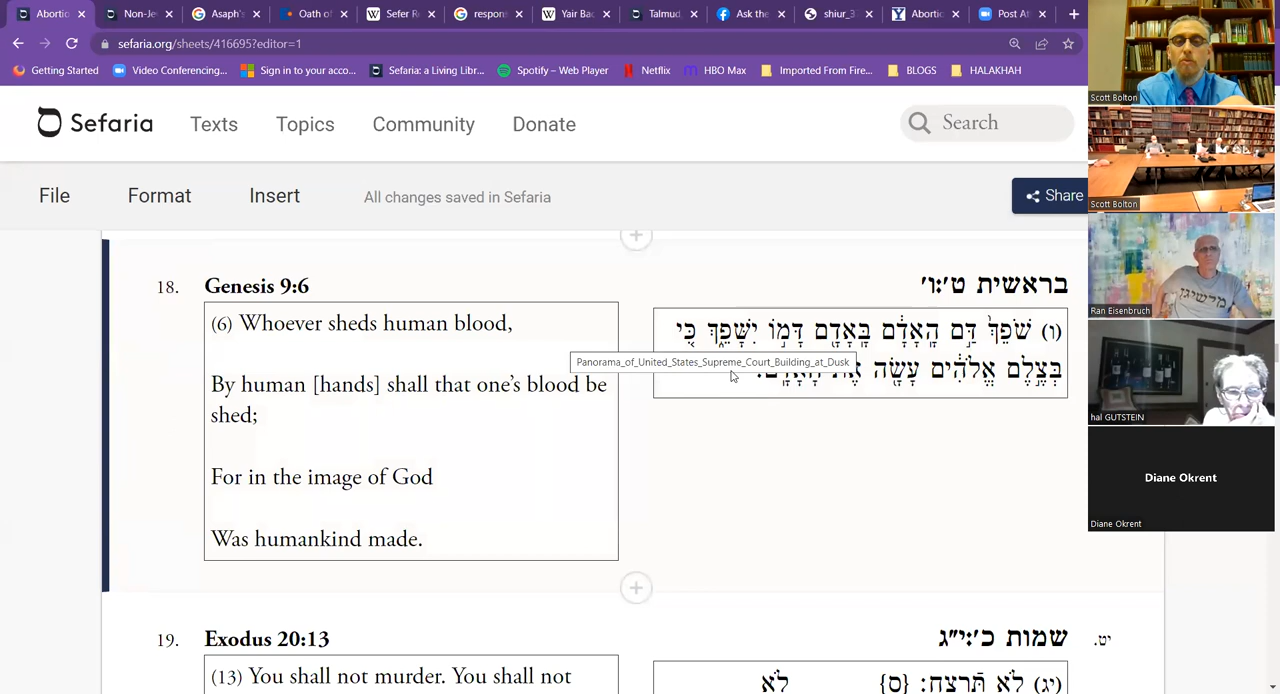 Abortio
Non-Je
Asaph's
Oath of
Sefer Re
respon
Yair Bac
Talmud,
Ask the
shiur_3
Abortio
Post At
sefaria.org/sheets/416695?editor=1
Getting Started
Video Conferencing...
Sign in to your acco...
Sefaria: a Living Libr...
Spotify – Web Player
Netflix
HBO Max
Imported From Fire...
BLOGS
HALAKHAH
Sefaria
Texts
Topics
Community
Donate
Search
File
Format
Insert
All changes saved in Sefaria
Share
18.
Genesis 9:6
(6) Whoever sheds human blood,
By human [hands] shall that one's blood be
shed;
For in the image of God
Was humankind made.
בראשית ט׳:ו׳
(ו) שֹׁפֵךְ֙ דַּ֣ם הָֽאָדָ֔ם בָּֽאָדָ֖ם דָּמ֣וֹ יִשָּׁפֵ֑ךְ כִּ֚י
בְּצֶ֣לֶם אֱלֹהִ֔ים עָשָׂ֖ה אֶת
Panorama_of_United_States_Supreme_Court_Building_at_Dusk
19.
Exodus 20:13
(13) You shall not murder. You shall not
יט.
שמות כ׳:י״ג
(יג) לֹ֥א תִּרְצָ֖ח׃ {ס} לֹ֣א
Scott Bolton
Scott Bolton
Ran Eisenbruch
hal GUTSTEIN
Diane Okrent
Diane Okrent